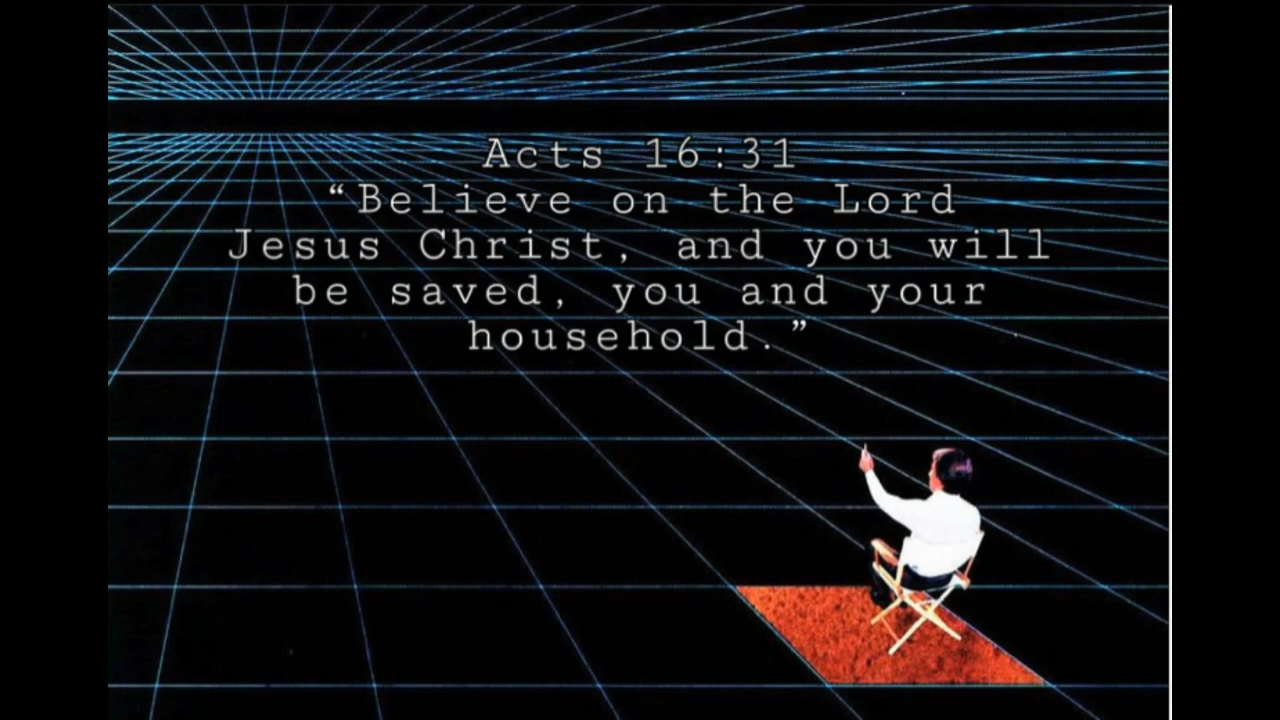 Acts 16:31
“Believe on the Lord
Jesus Christ, and you will
be saved, you and your
household.”